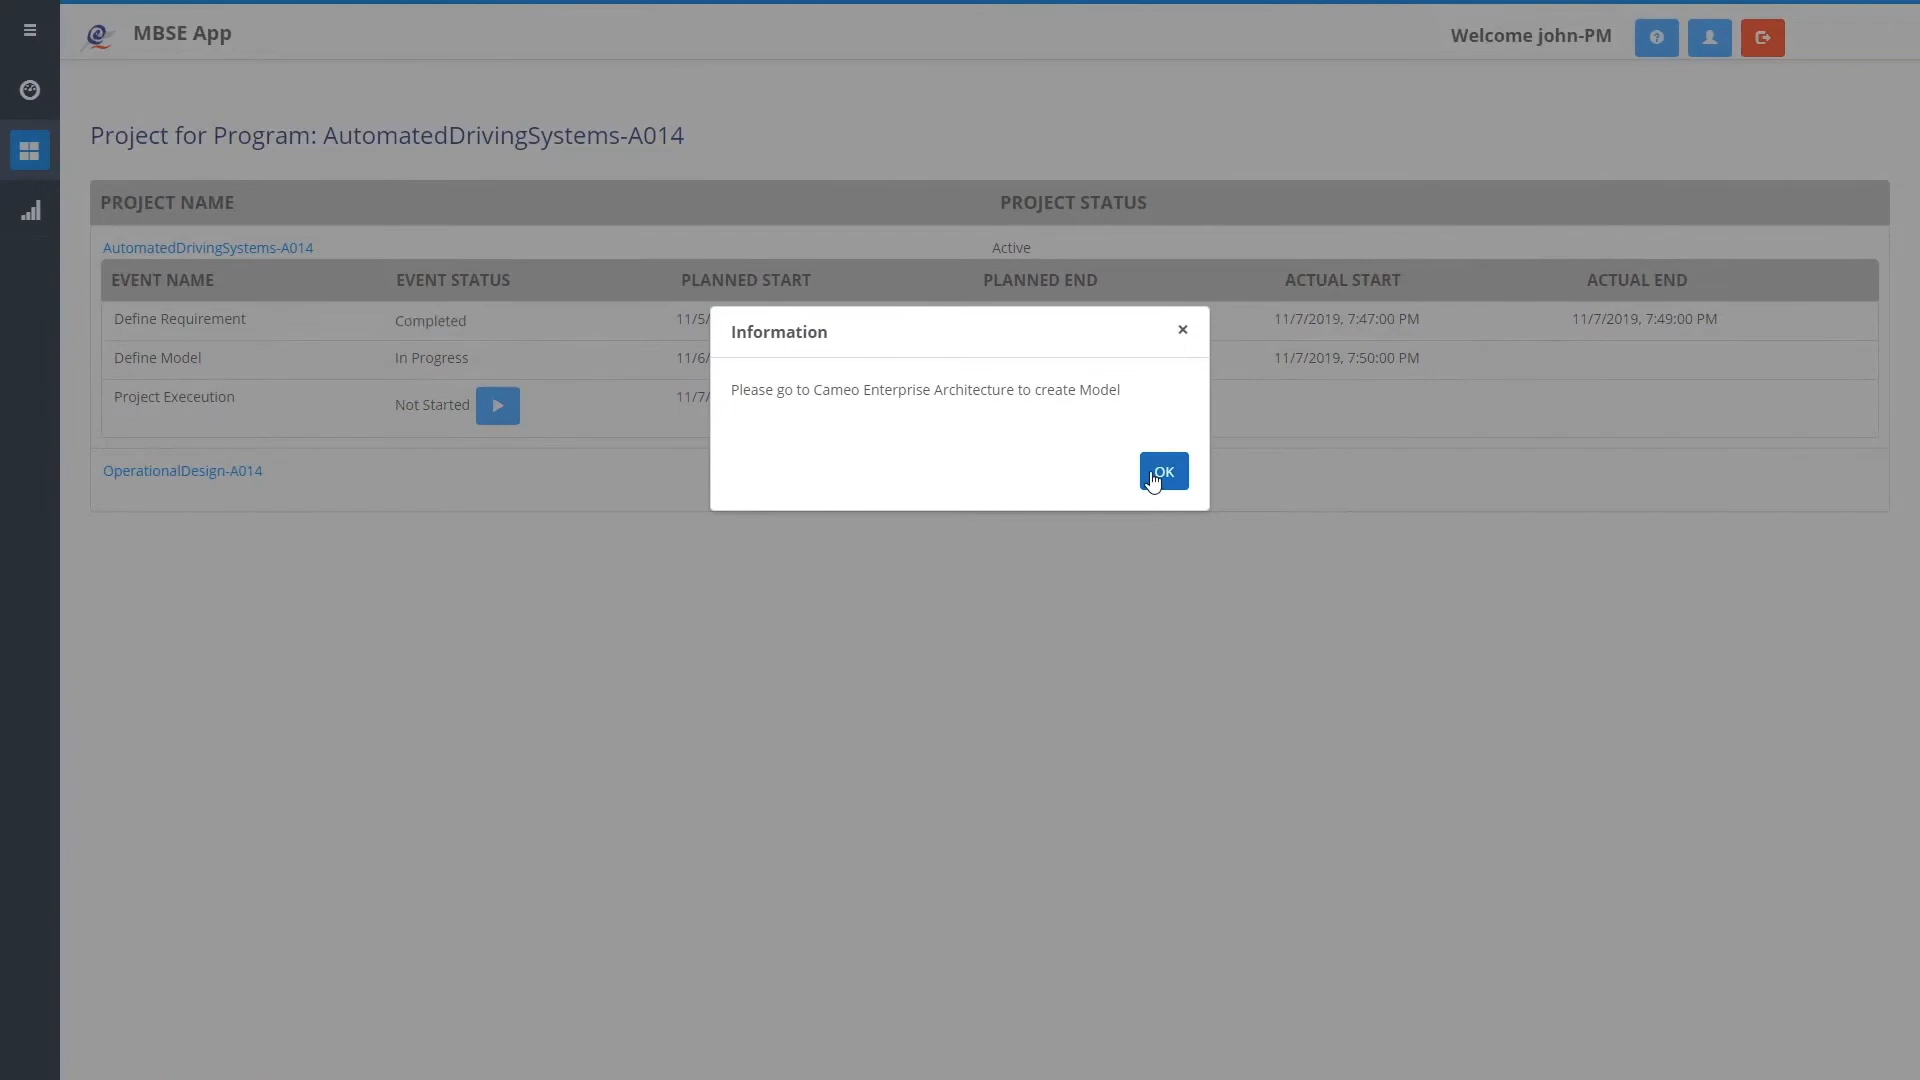 MBSE App
Welcome john-PM
Project for Program: AutomatedDrivingSystems-A014
PROJECT NAME PROJECT STATUS
AutomatedDrivingSystems-A014 Active
EVENT NAME EVENT STATUS PLANNED START PLANNED END ACTUAL START ACTUAL END
Define Requirement Completed 11/5/ 11/7/2019, 7:47:00 PM 11/7/2019, 7:49:00 PM
Define Model In Progress 11/6/ 11/7/2019, 7:50:00 PM
Project Execeution Not Started 11/7/
OperationalDesign-A014
Information ×
Please go to Cameo Enterprise Architecture to create Model
OK